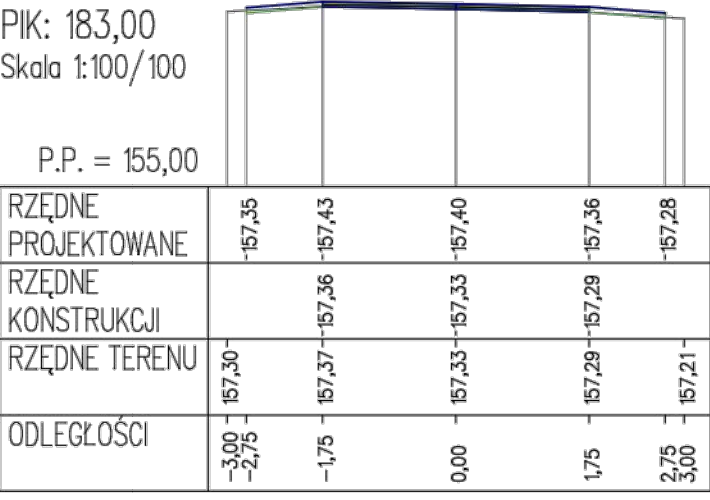 PIK: 183,00
Skala 1:100/100
P.P. = 155,00
RZĘDNE
PROJEKTOWANE
157,35 157,43 157,40 157,36 157,28
RZĘDNE
KONSTRUKCJI
157,36 157,33 157,29
RZĘDNE TERENU
157,30 157,37 157,33 157,29 157,21
ODLEGŁOŚCI
-3,00 -2,75 -1,75 0,00 1,75 2,75 3,00